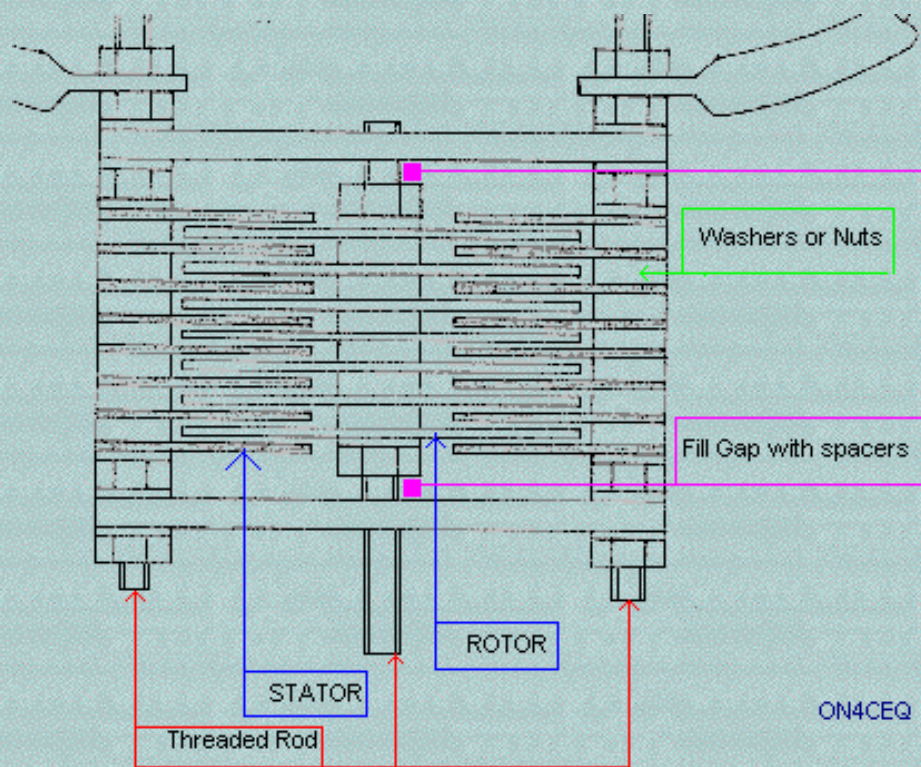 Washers or Nuts
Fill Gap with spacers
ROTOR
STATOR
ON4CEQ
Threaded Rod